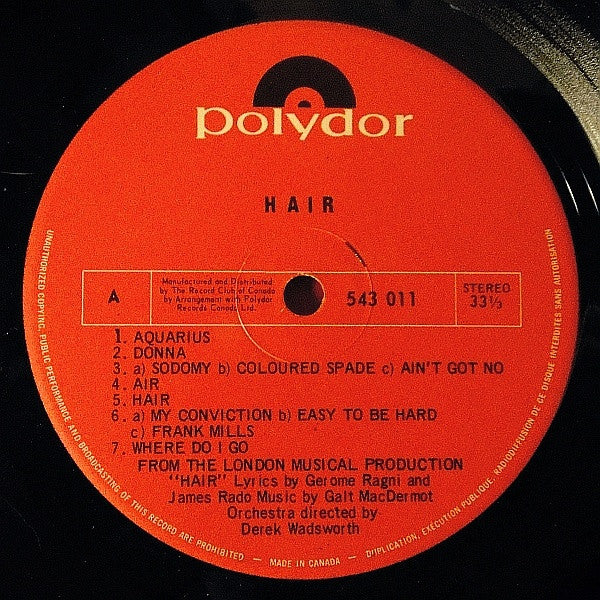 polydor
HAIR
A
Manufactured and Distributed
by The Record Club of Canada
by Arrangement with Polydor
Records Canada Ltd.
543 011
STEREO
33⅓
1. AQUARIUS
2. DONNA
3. a) SODOMY b) COLOURED SPADE c) AIN'T GOT NO
4. AIR
5. HAIR
6. a) MY CONVICTION b) EASY TO BE HARD
c) FRANK MILLS
7. WHERE DO I GO
FROM THE LONDON MUSICAL PRODUCTION
"HAIR" Lyrics by Gerome Ragni and
James Rado Music by Galt MacDermot
Orchestra directed by
Derek Wadsworth
UNAUTHORIZED COPYING, PUBLIC PERFORMANCE AND BROADCASTING OF THIS RECORD ARE PROHIBITED — MADE IN CANADA — DUPLICATION, EXÉCUTION PUBLIQUE, RADIODIFFUSION DE CE DISQUE INTERDITES SANS AUTORISATION